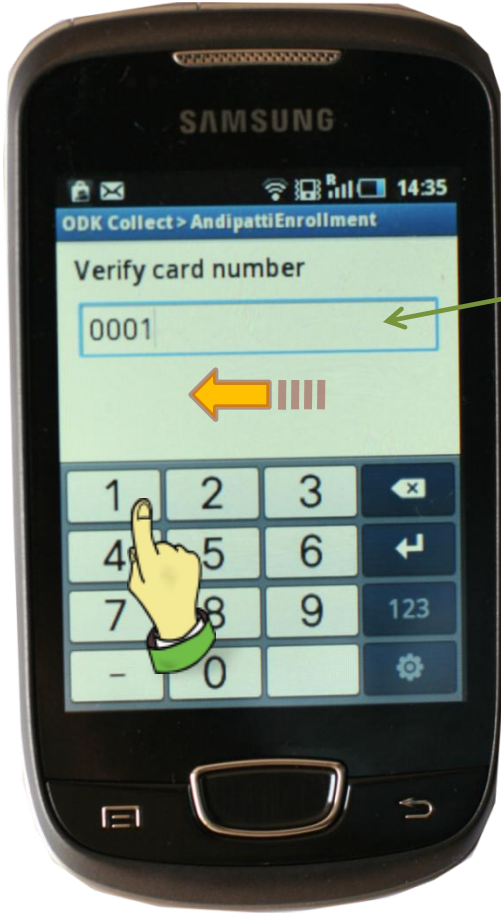 SAMSUNG
R 14:35
ODK Collect > AndipattiEnrollment
Verify card number
0001
1 2 3
4 5 6
7 8 9 123
- 0